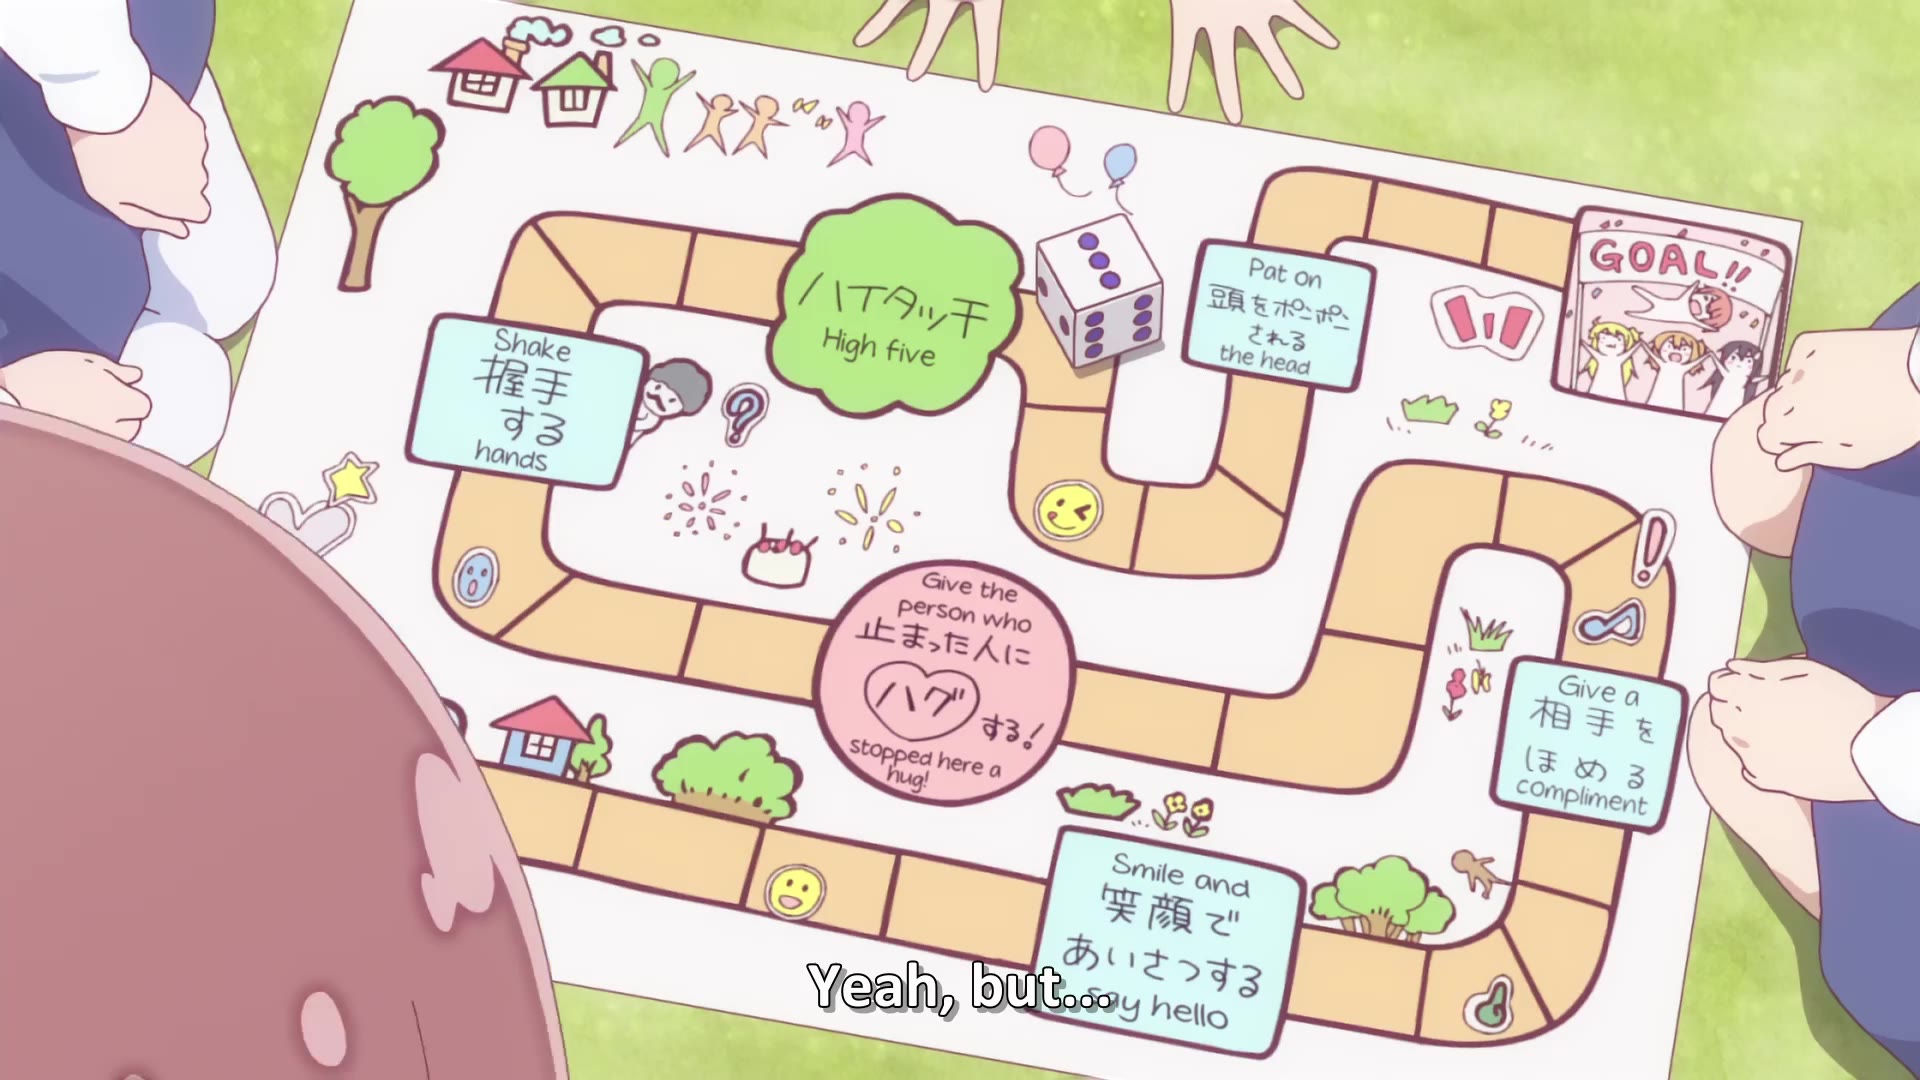 GOAL!!
Pat on
頭をポンポン
される
the head
ハイタッチ
High five
Shake
握手
する
hands
Give the
person who
止まった人に
ハグ
する!
stopped here a
hug!
Give a
相手を
ほめる
compliment
Smile and
笑顔で
あいさつする
say hello
Yeah, but...